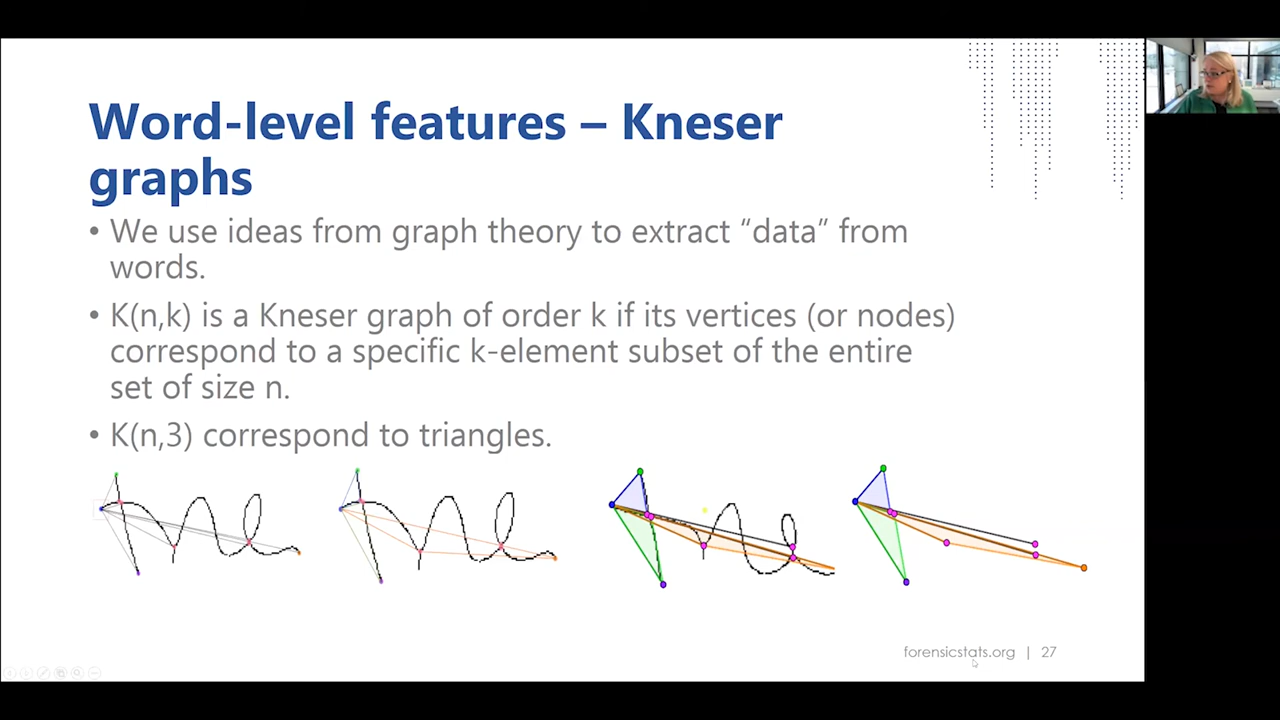 Word-level features – Kneser
graphs
• We use ideas from graph theory to extract “data” from
words.
• K(n,k) is a Kneser graph of order k if its vertices (or nodes)
correspond to a specific k-element subset of the entire
set of size n.
• K(n,3) correspond to triangles.
forensicstats.org | 27